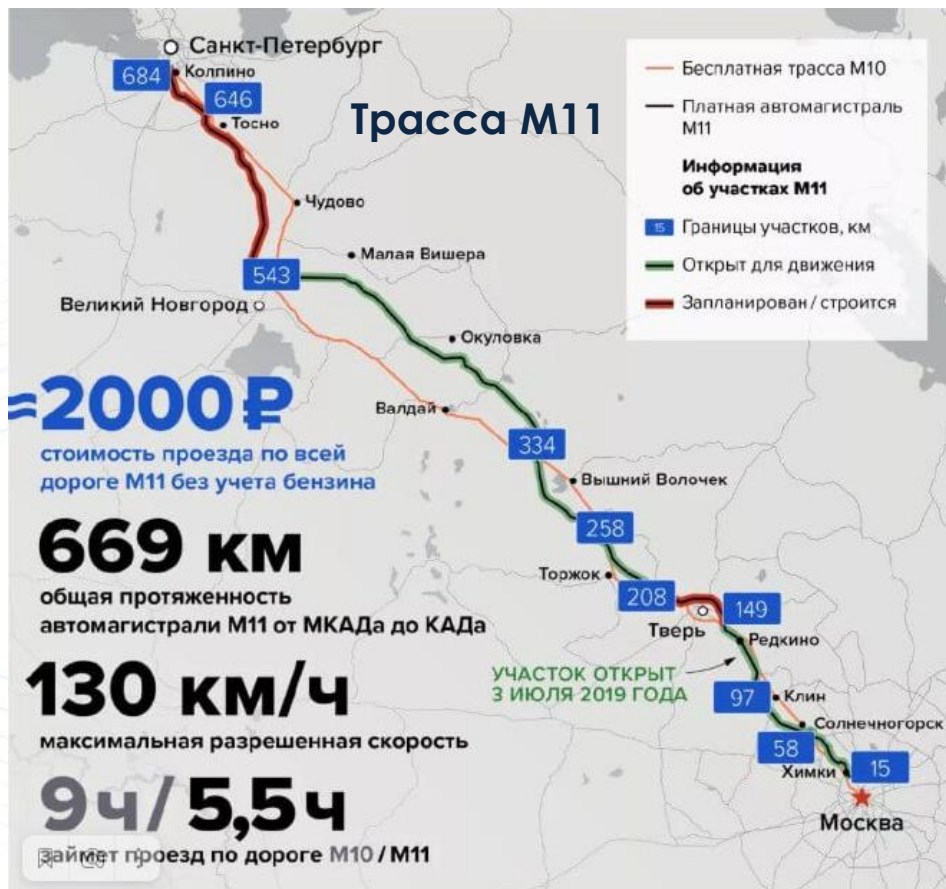 Санкт-Петербург
684
Колпино
646
Тосно
Трасса М11
Бесплатная трасса М10
Платная автомагистраль
М11
Информация
об участках М11
15 Границы участков, км
Открыт для движения
Запланирован / строится
Чудово
Малая Вишера
543
Великий Новгород
Окуловка
Валдай
334
Вышний Волочек
258
Торжок
208
149
Тверь
Редкино
УЧАСТОК ОТКРЫТ
3 ИЮЛЯ 2019 ГОДА
97
Клин
Солнечногорск
58
Химки
15
Москва
≈2000 ₽
стоимость проезда по всей
дороге М11 без учета бензина
669 км
общая протяженность
автомагистрали М11 от МКАДа до КАДа
130 км/ч
максимальная разрешенная скорость
9 ч / 5,5 ч
займет проезд по дороге М10 / М11